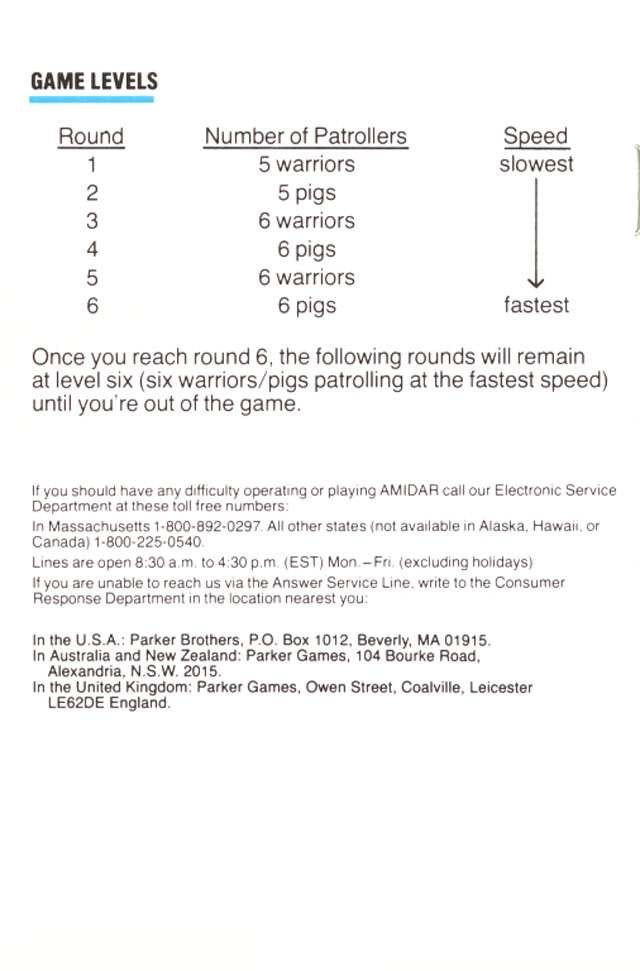 GAME LEVELS
Round Number of Patrollers Speed
1 5 warriors slowest
2 5 pigs
3 6 warriors
4 6 pigs
5 6 warriors
6 6 pigs fastest
Once you reach round 6, the following rounds will remain
at level six (six warriors/pigs patrolling at the fastest speed)
until you're out of the game.
If you should have any difficulty operating or playing AMIDAR call our Electronic Service
Department at these toll free numbers:
In Massachusetts 1-800-892-0297. All other states (not available in Alaska, Hawaii, or
Canada) 1-800-225-0540.
Lines are open 8:30 a.m. to 4:30 p.m. (EST) Mon.–Fri. (excluding holidays)
If you are unable to reach us via the Answer Service Line, write to the Consumer
Response Department in the location nearest you:
In the U.S.A.: Parker Brothers, P.O. Box 1012, Beverly, MA 01915.
In Australia and New Zealand: Parker Games, 104 Bourke Road,
Alexandria, N.S.W. 2015.
In the United Kingdom: Parker Games, Owen Street, Coalville, Leicester
LE62DE England.